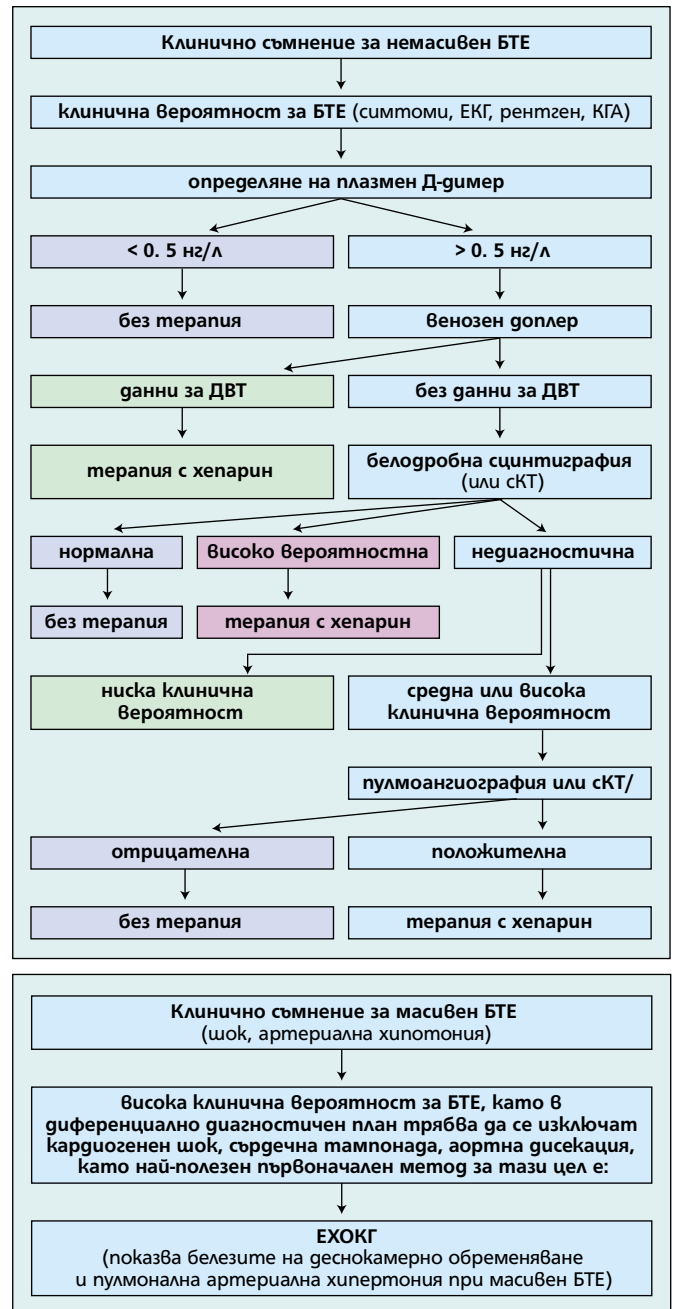 Клинично съмнение за немасивен БТЕ
клинична вероятност за БТЕ (симтоми, ЕКГ, рентген, КГА)
определяне на плазмен Д-димер
< 0. 5 нг/л
> 0. 5 нг/л
без терапия
венозен доплер
данни за ДВТ
без данни за ДВТ
терапия с хепарин
белодробна сцинтиграфия
(или сКТ)
нормална
високо вероятностна
недиагностична
без терапия
терапия с хепарин
ниска клинична
вероятност
средна или висока
клинична вероятност
пулмоангиография или сКТ/
отрицателна
положителна
без терапия
терапия с хепарин
Клинично съмнение за масивен БТЕ
(шок, артериална хипотония)
висока клинична вероятност за БТЕ, като в
диференциално диагностичен план трябва да се изключат
кардиогенен шок, сърдечна тампонада, аортна дисекация,
като най-полезен първоначален метод за тази цел е:
ЕХОКГ
(показва белезите на деснокамерно обременяване
и пулмонална артериална хипертония при масивен БТЕ)